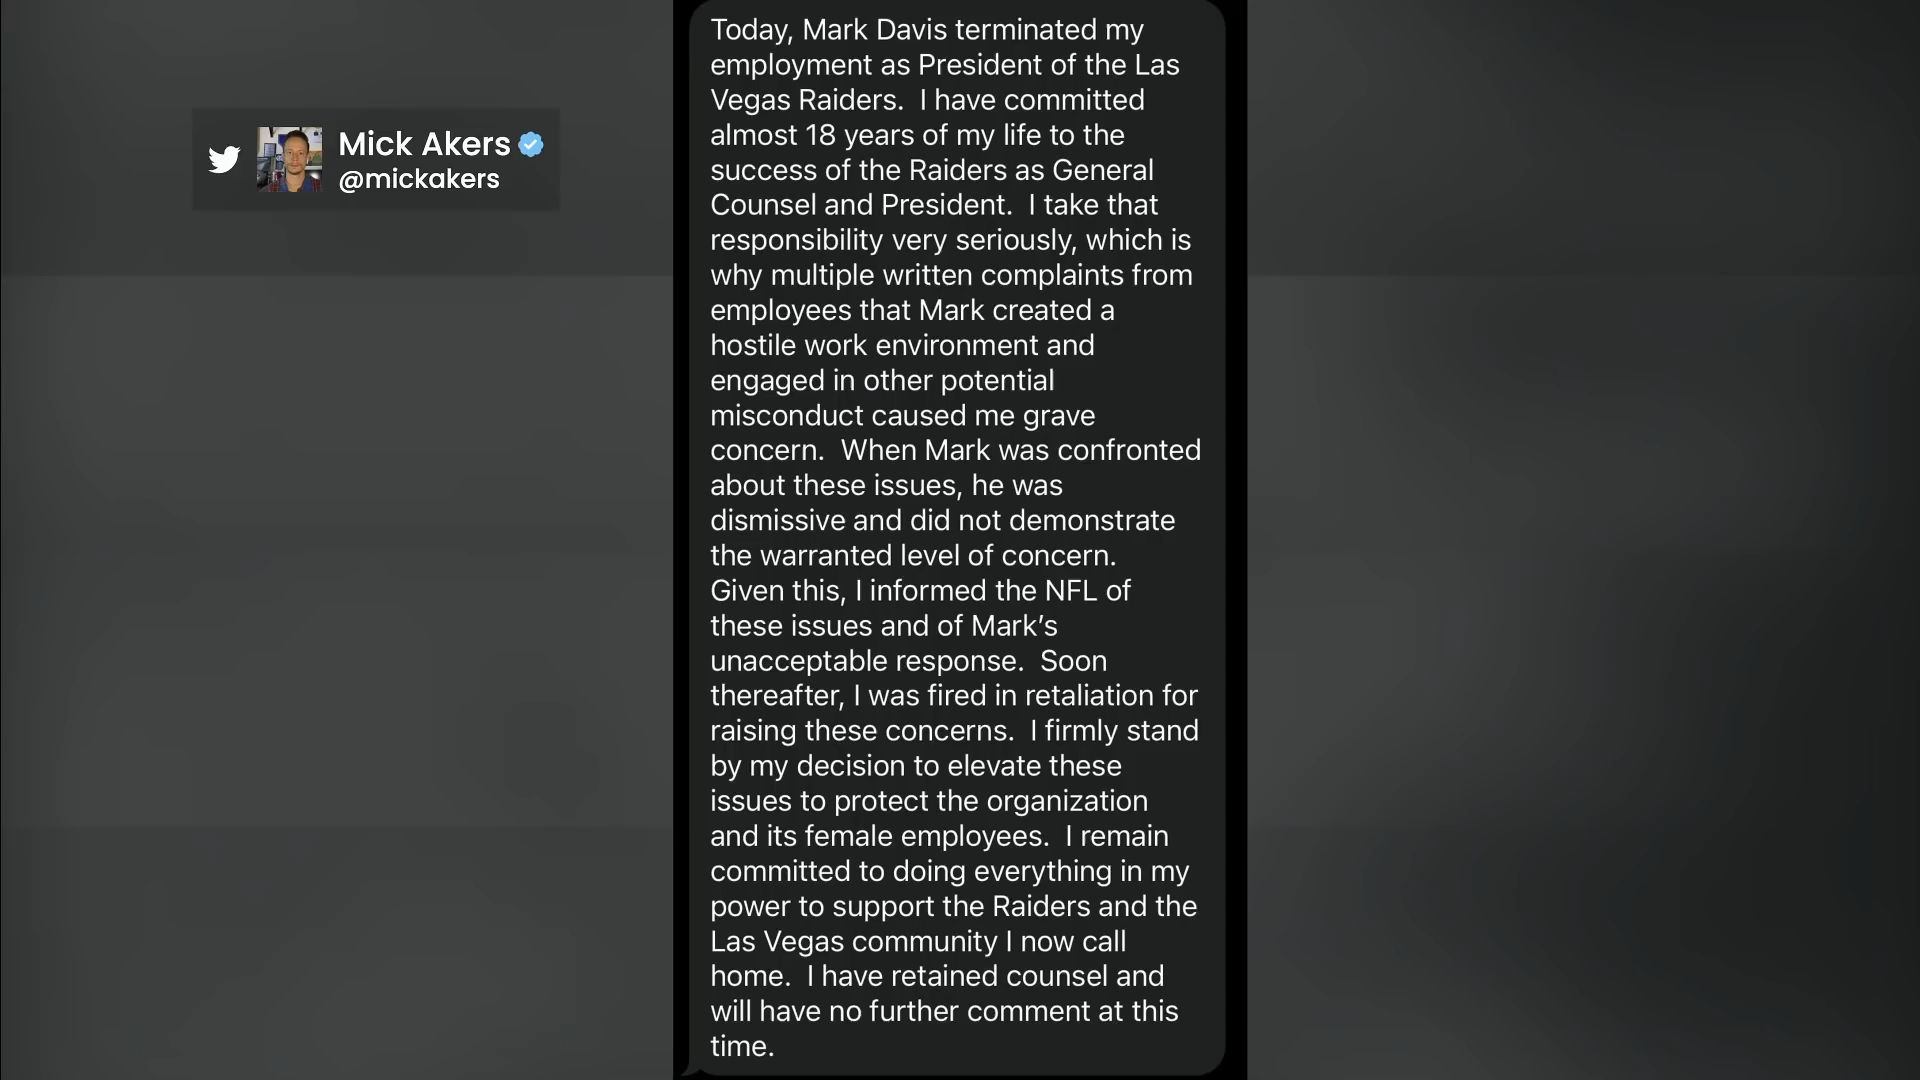 Mick Akers
@mickakers
Today, Mark Davis terminated my
employment as President of the Las
Vegas Raiders.  I have committed
almost 18 years of my life to the
success of the Raiders as General
Counsel and President.  I take that
responsibility very seriously, which is
why multiple written complaints from
employees that Mark created a
hostile work environment and
engaged in other potential
misconduct caused me grave
concern.  When Mark was confronted
about these issues, he was
dismissive and did not demonstrate
the warranted level of concern.
Given this, I informed the NFL of
these issues and of Mark’s
unacceptable response.  Soon
thereafter, I was fired in retaliation for
raising these concerns.  I firmly stand
by my decision to elevate these
issues to protect the organization
and its female employees.  I remain
committed to doing everything in my
power to support the Raiders and the
Las Vegas community I now call
home.  I have retained counsel and
will have no further comment at this
time.